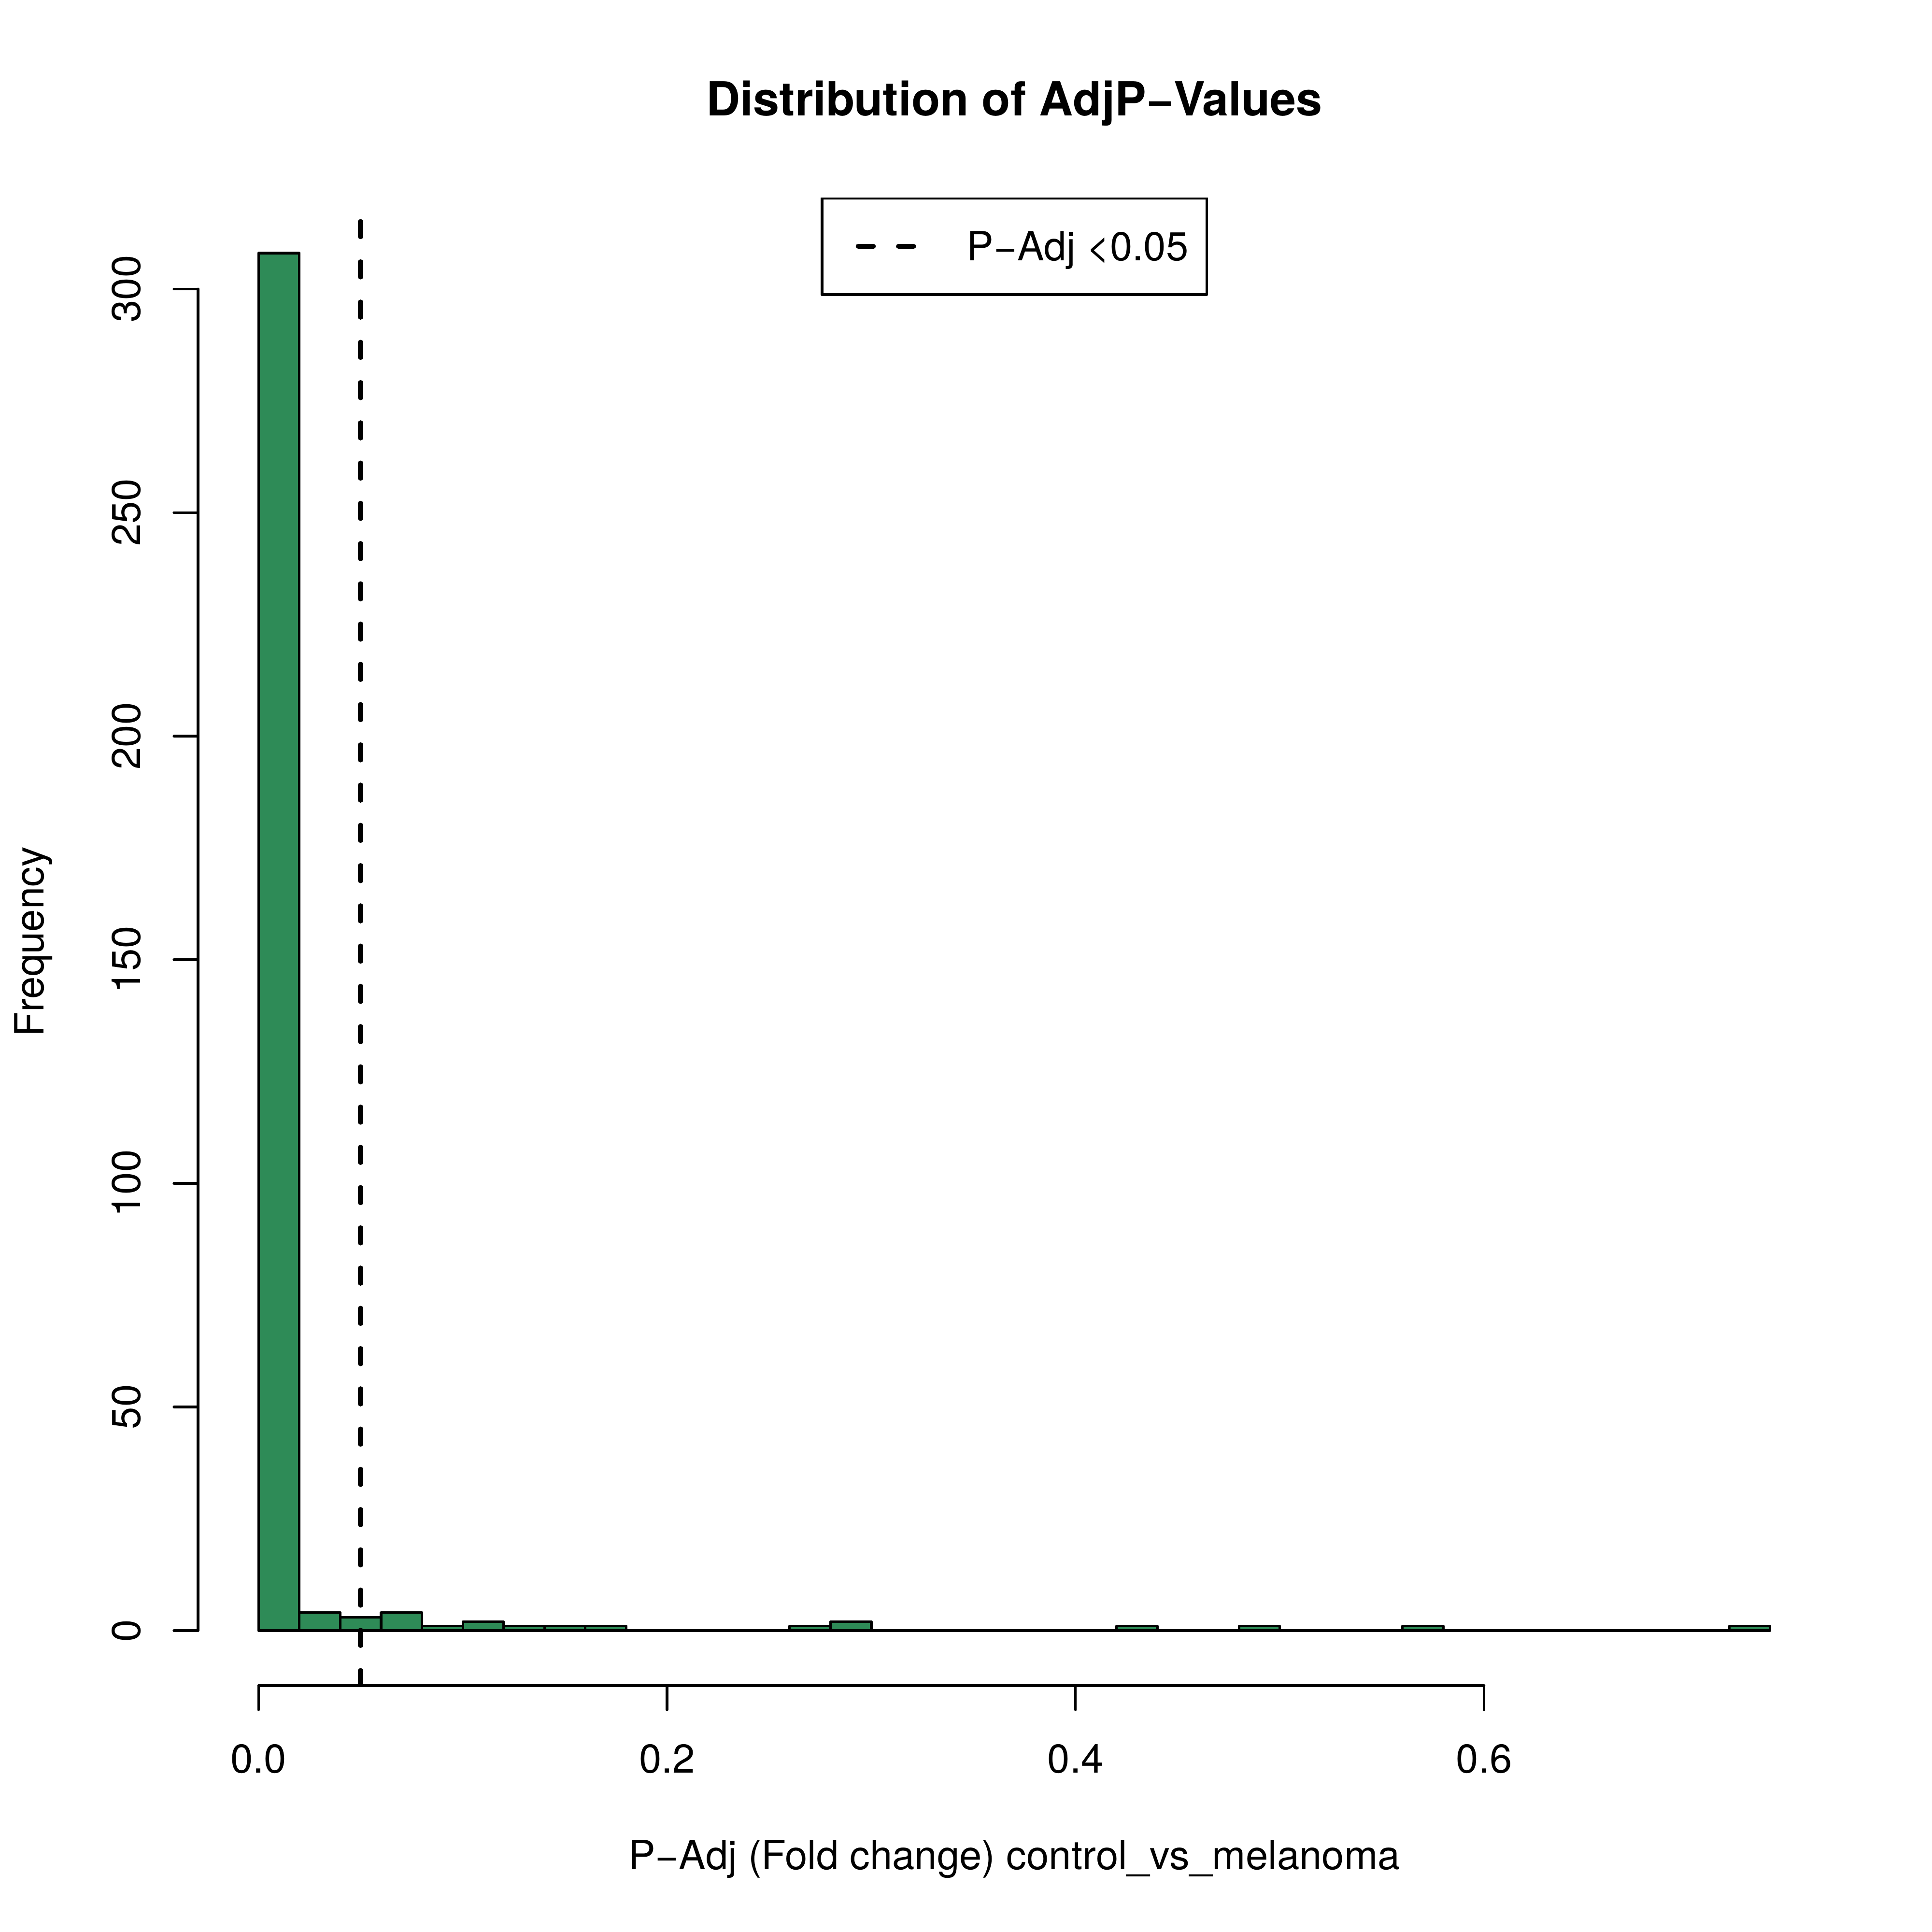 Distribution of AdjP−Values
P−Adj <0.05
300
250
200
150
100
50
0
Frequency
0.0 0.2 0.4 0.6
P−Adj (Fold change) control_vs_melanoma